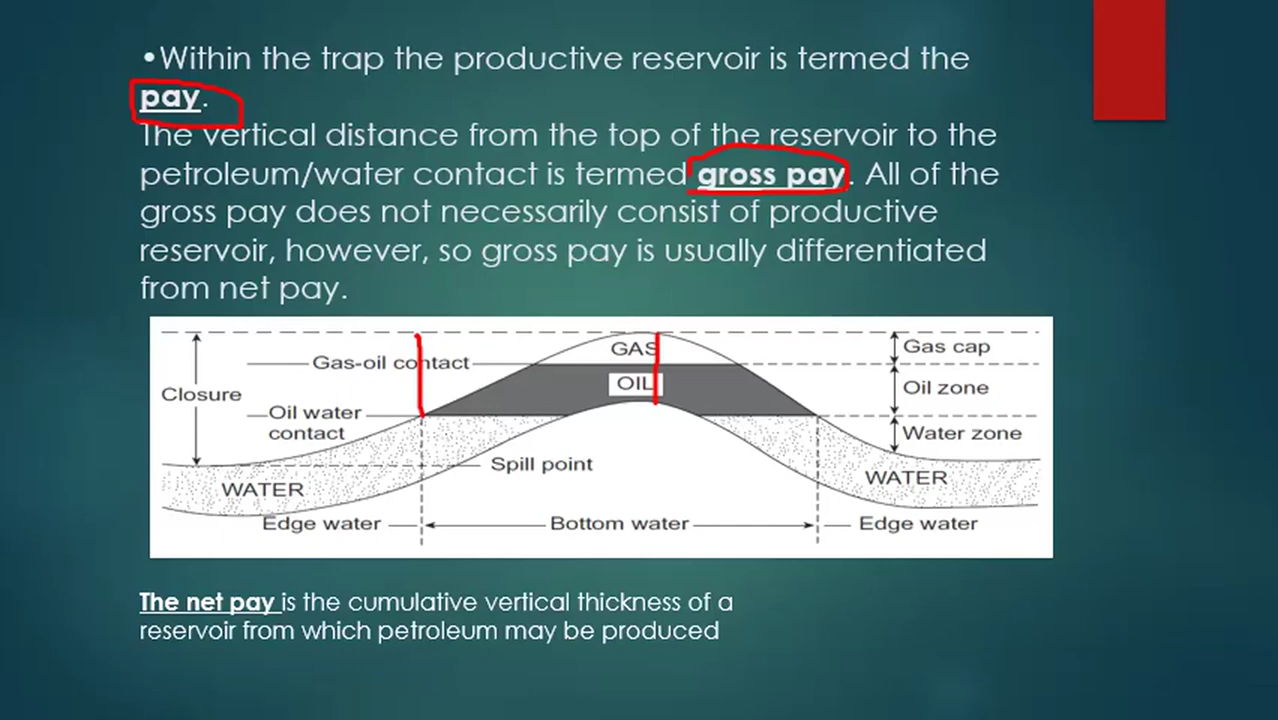 •Within the trap the productive reservoir is termed the
pay.
The vertical distance from the top of the reservoir to the
petroleum/water contact is termed gross pay. All of the
gross pay does not necessarily consist of productive
reservoir, however, so gross pay is usually differentiated
from net pay.
GAS
Gas cap
Gas-oil contact
Closure
OIL
Oil zone
Oil water
contact
Water zone
Spill point
WATER
WATER
Edge water
Bottom water
Edge water
The net pay is the cumulative vertical thickness of a
reservoir from which petroleum may be produced